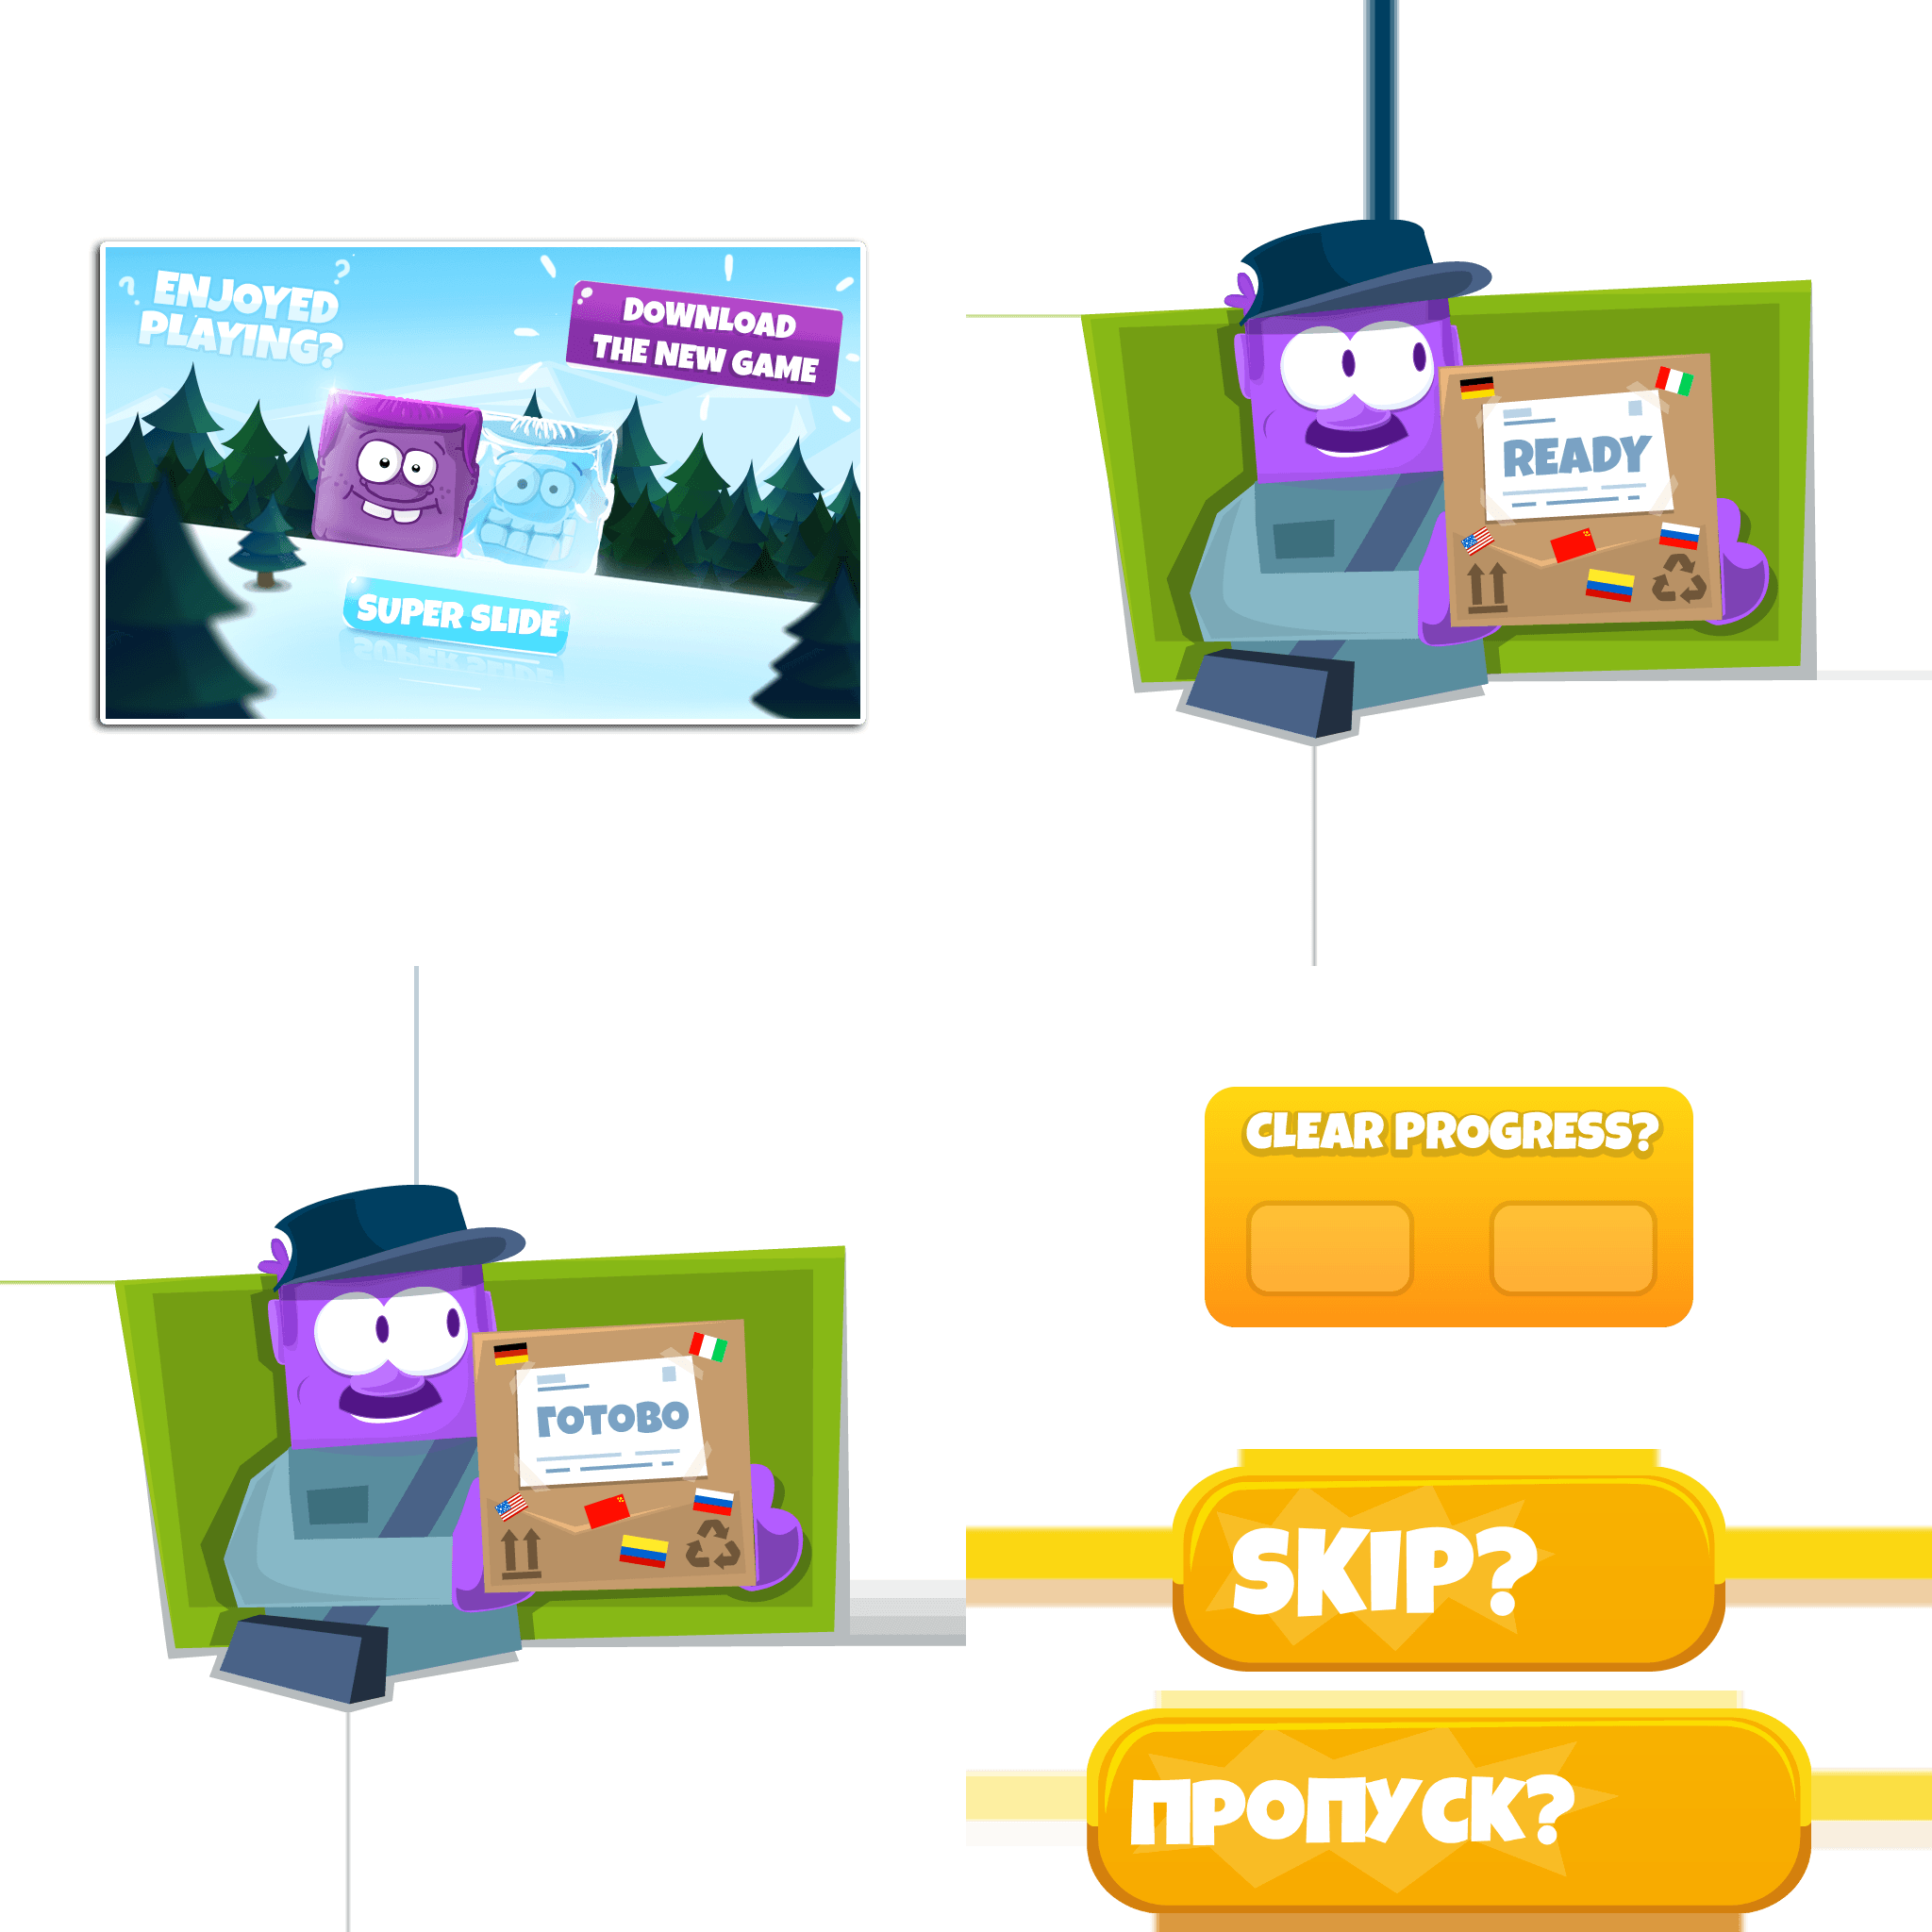 ENJOYED
PLAYING?
DOWNLOAD
THE NEW GAME
SUPER SLIDE
READY
ГОТОВО
CLEAR PROGRESS?
SKIP?
ПРОПУСК?